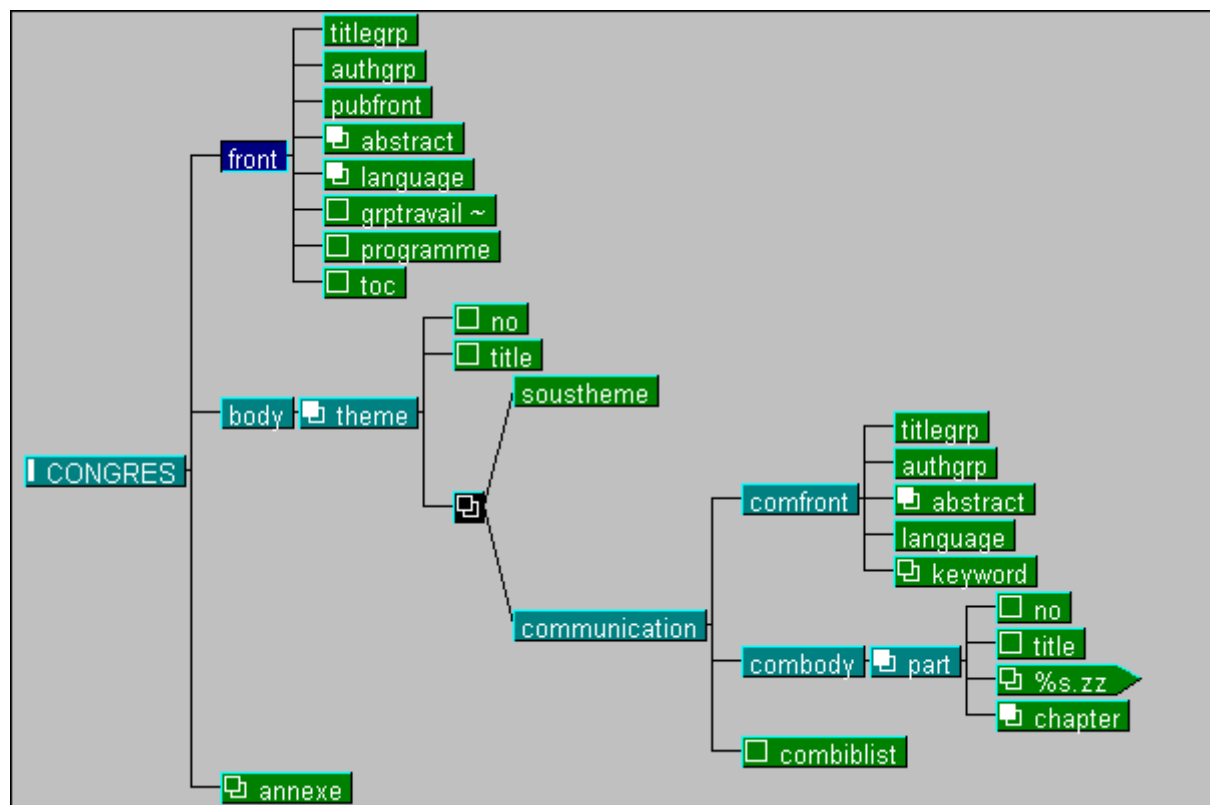 titlegrp
authgrp
pubfront
abstract
front
language
grptravail ~
programme
toc
no
title
soustheme
body
theme
titlegrp
authgrp
CONGRES
comfront
abstract
language
keyword
no
communication
title
combody
part
%s.zz
chapter
combiblist
annexe